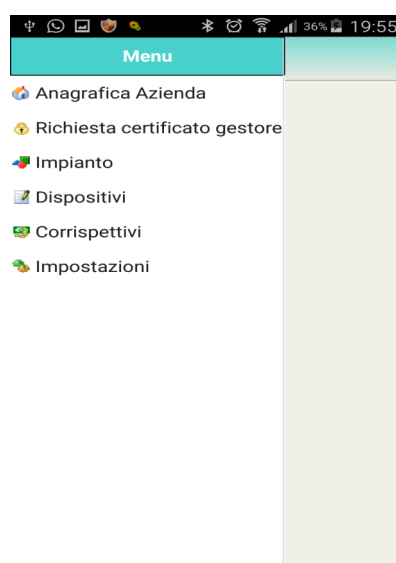 36% 19:55
Menu
Anagrafica Azienda
Richiesta certificato gestore
Impianto
Dispositivi
Corrispettivi
Impostazioni